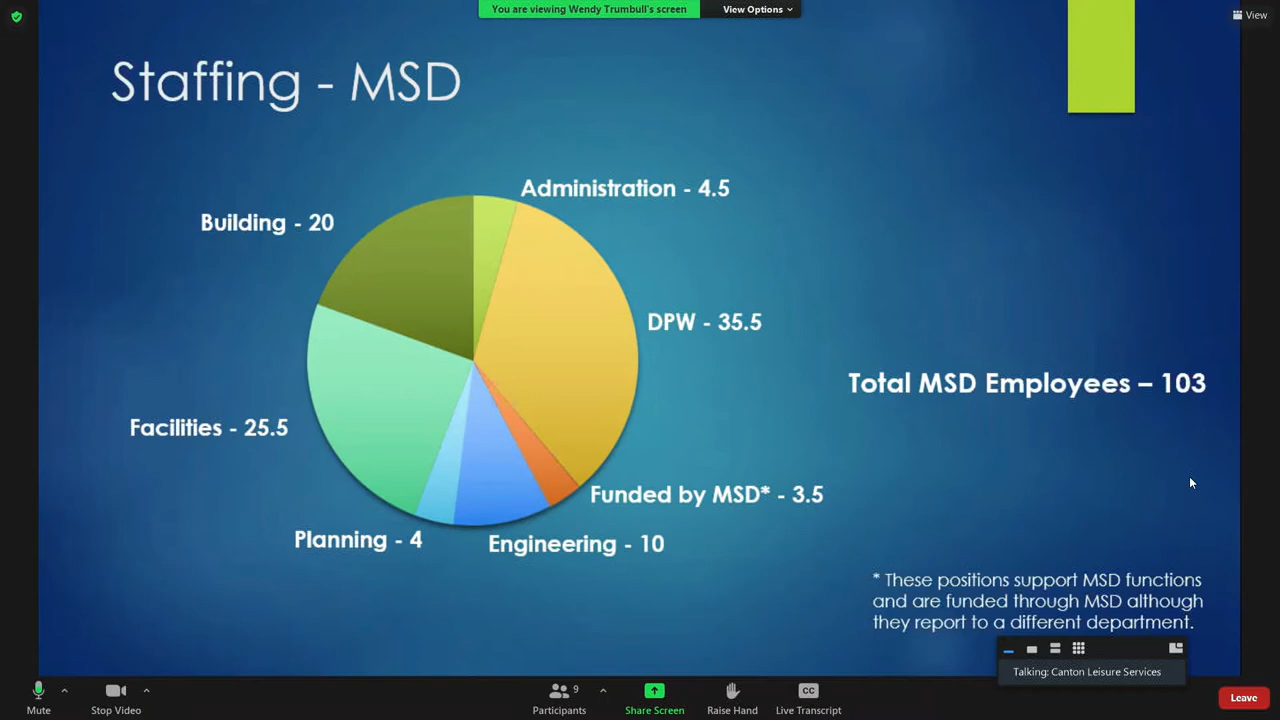 You are viewing Wendy Trumbull's screen
View Options
View
Staffing - MSD
Administration - 4.5
Building - 20
DPW - 35.5
Total MSD Employees – 103
Facilities - 25.5
Funded by MSD* - 3.5
Planning - 4
Engineering - 10
* These positions support MSD functions
and are funded through MSD although
they report to a different department.
Talking: Canton Leisure Services
Mute
Stop Video
9
Participants
Share Screen
Raise Hand
CC
Live Transcript
Leave